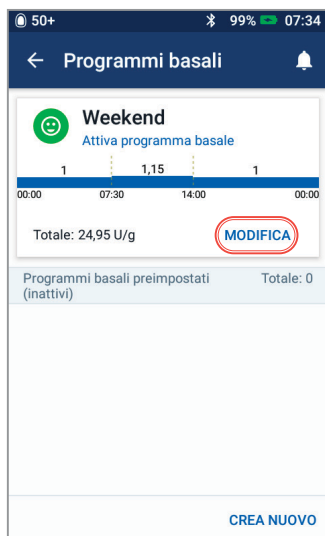 50+ 99% 07:34
Programmi basali
Weekend
Attiva programma basale
1 1,15 1
00:00 07:30 14:00 00:00
Totale: 24,95 U/g MODIFICA
Programmi basali preimpostati Totale: 0
(inattivi)
CREA NUOVO